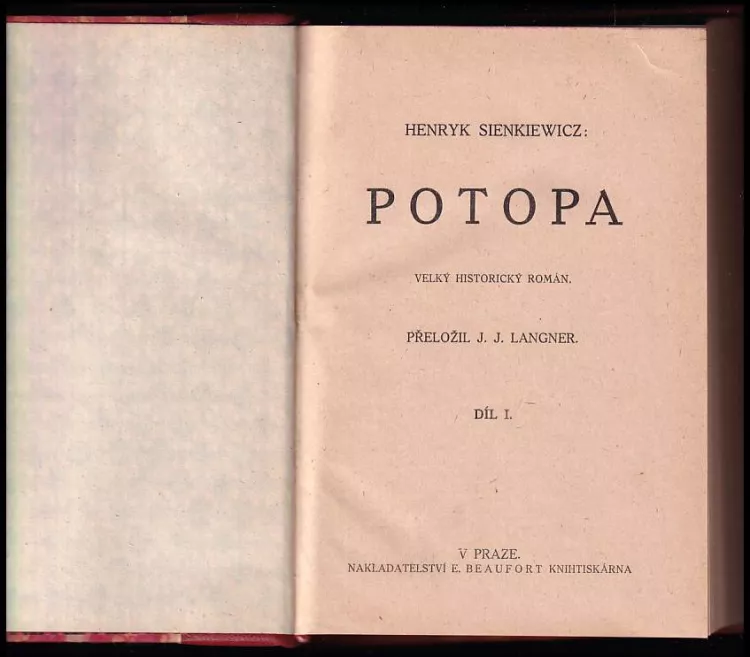 HENRYK SIENKIEWICZ:
POTOPA
VELKÝ HISTORICKÝ ROMÁN.
PŘELOŽIL J. J. LANGNER.
DÍL I.
V PRAZE.
NAKLADATELSTVÍ E. BEAUFORT KNIHTISKÁRNA